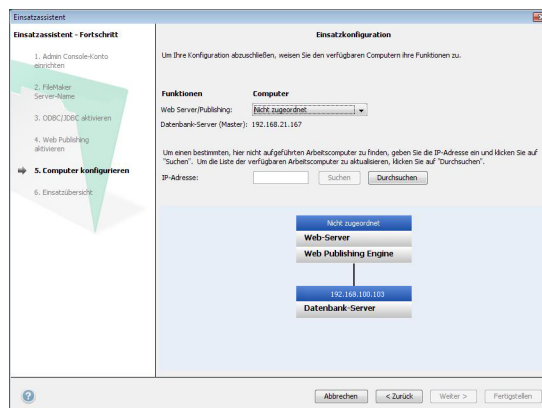 Einsatzassistent
Einsatzassistent - Fortschritt
1. Admin Console-Konto
einrichten
2. FileMaker
Server-Name
3. ODBC/JDBC aktivieren
4. Web Publishing
aktivieren
5. Computer konfigurieren
6. Einsatzübersicht
Einsatzkonfiguration
Um Ihre Konfiguration abzuschließen, weisen Sie den verfügbaren Computern ihre Funktionen zu.
Funktionen Computer
Web Server/Publishing: Nicht zugeordnet
Datenbank-Server (Master): 192.168.21.167
Um einen bestimmten, hier nicht aufgeführten Arbeitscomputer zu finden, geben Sie die IP-Adresse ein und klicken Sie auf
"Suchen". Um die Liste der verfügbaren Arbeitscomputer zu aktualisieren, klicken Sie auf "Durchsuchen".
IP-Adresse: Suchen Durchsuchen
Nicht zugeordnet
Web-Server
Web Publishing Engine
192.168.100.103
Datenbank-Server
? Abbrechen < Zurück Weiter > Fertigstellen